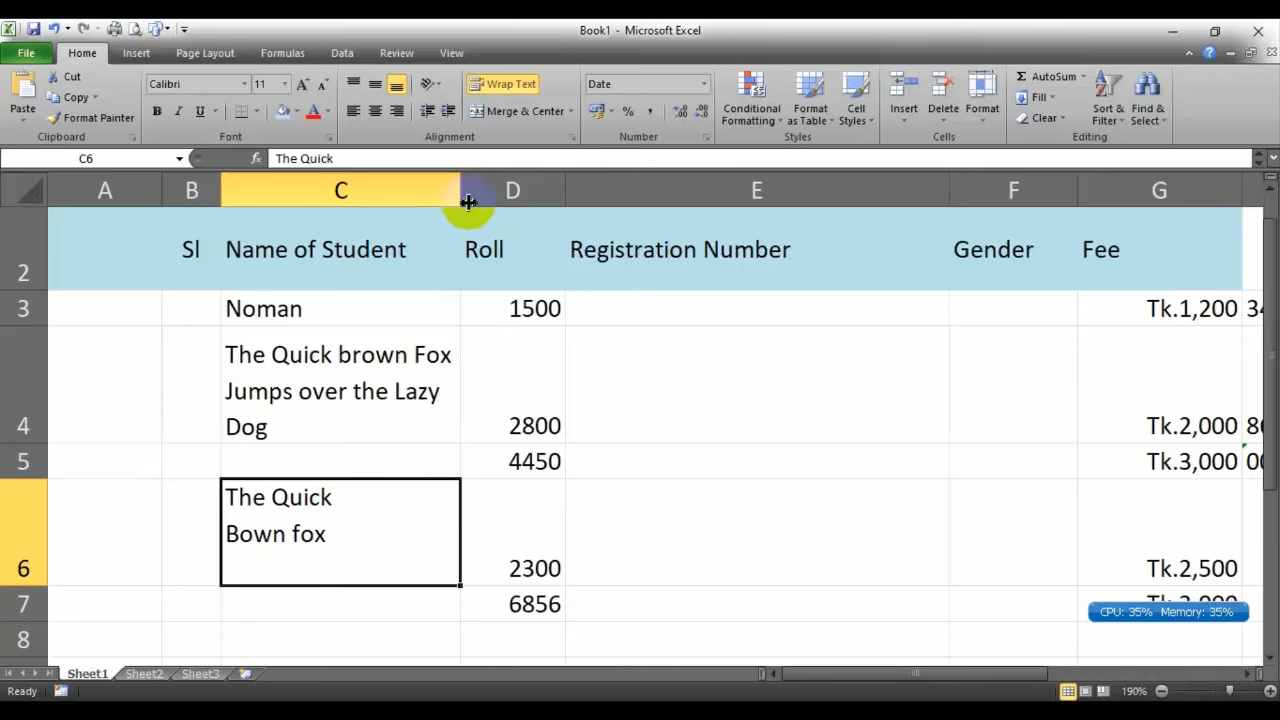 Book1 - Microsoft Excel
File Home Insert Page Layout Formulas Data Review View
Cut
Copy
Format Painter
Paste
Clipboard
Calibri 11
B I U
Font
Wrap Text
Merge & Center
Alignment
Date
%
Number
Conditional Formatting
Format as Table
Cell Styles
Styles
Insert Delete Format
Cells
AutoSum
Fill
Clear
Sort & Filter
Find & Select
Editing
C6 fx The Quick
A B C D E F G
2 Sl Name of Student Roll Registration Number Gender Fee
3 Noman 1500 Tk.1,200 34
The Quick brown Fox
Jumps over the Lazy
4 Dog 2800 Tk.2,000
5 4450 Tk.3,000 00
The Quick
Bown fox
6 2300 Tk.2,500
7 6856
CPU: 35% Memory: 35%
8
Sheet1 Sheet2 Sheet3
Ready 190%